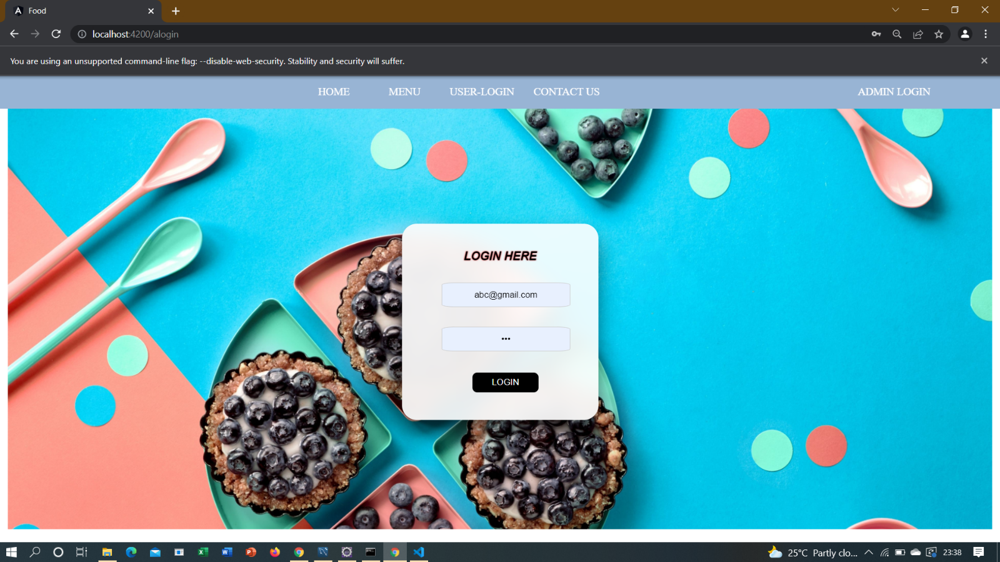 Food
localhost:4200/alogin
You are using an unsupported command-line flag: --disable-web-security. Stability and security will suffer.
HOME MENU USER-LOGIN CONTACT US ADMIN LOGIN
LOGIN HERE
abc@gmail.com
•••
LOGIN
25°C Partly clo... 23:38